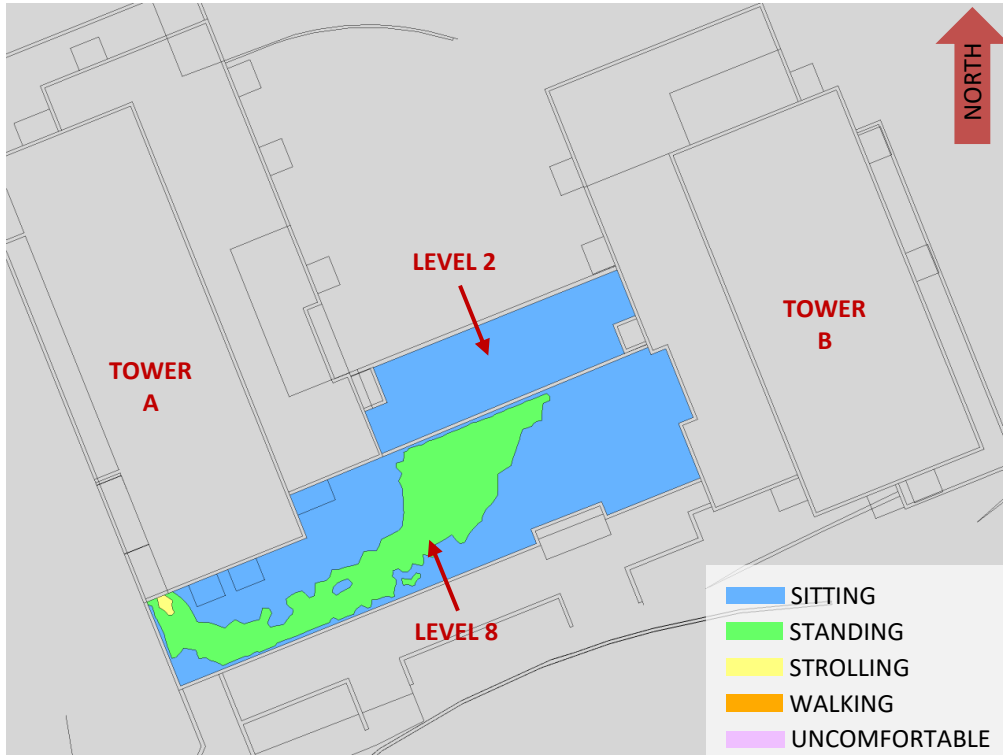 NORTH
LEVEL 2
TOWER
A
TOWER
B
LEVEL 8
SITTING
STANDING
STROLLING
WALKING
UNCOMFORTABLE